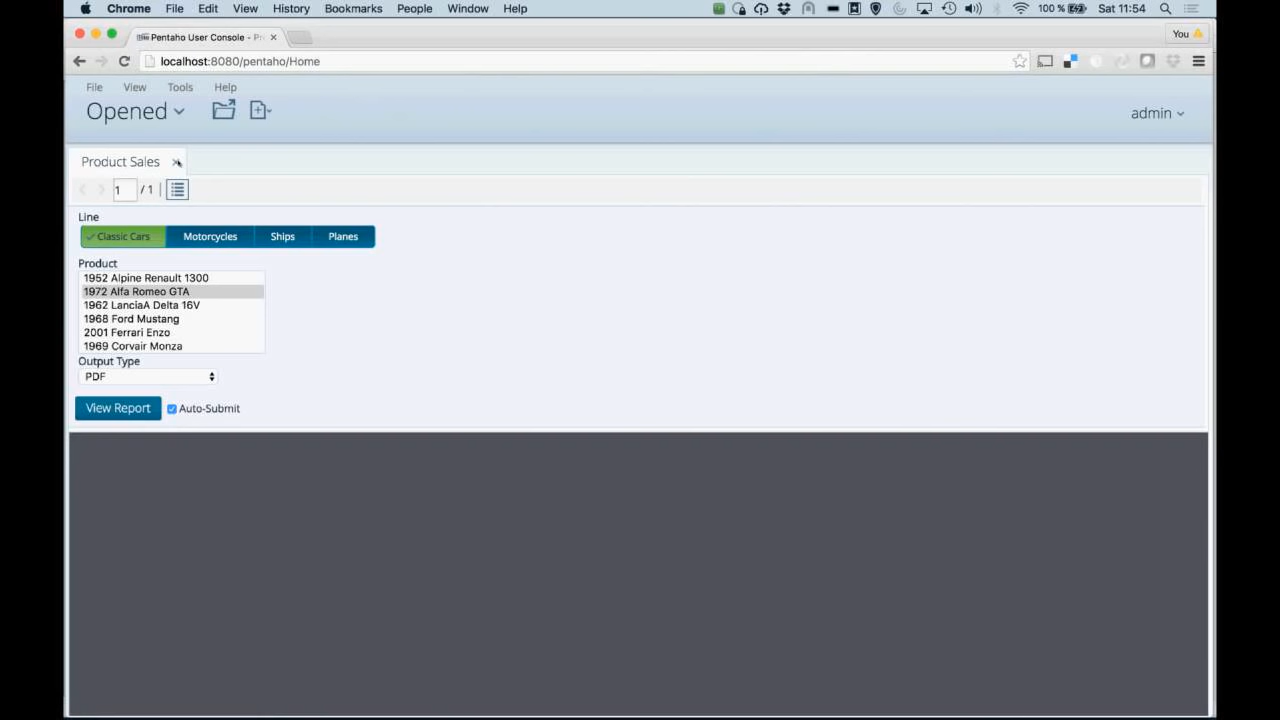 Chrome File Edit View History Bookmarks People Window Help 100 % Sat 11:54
Pentaho User Console - Pr You
localhost:8080/pentaho/Home
File View Tools Help
Opened admin
Product Sales
1 / 1
Line
Classic Cars Motorcycles Ships Planes
Product
1952 Alpine Renault 1300
1972 Alfa Romeo GTA
1962 LanciaA Delta 16V
1968 Ford Mustang
2001 Ferrari Enzo
1969 Corvair Monza
Output Type
PDF
View Report Auto-Submit